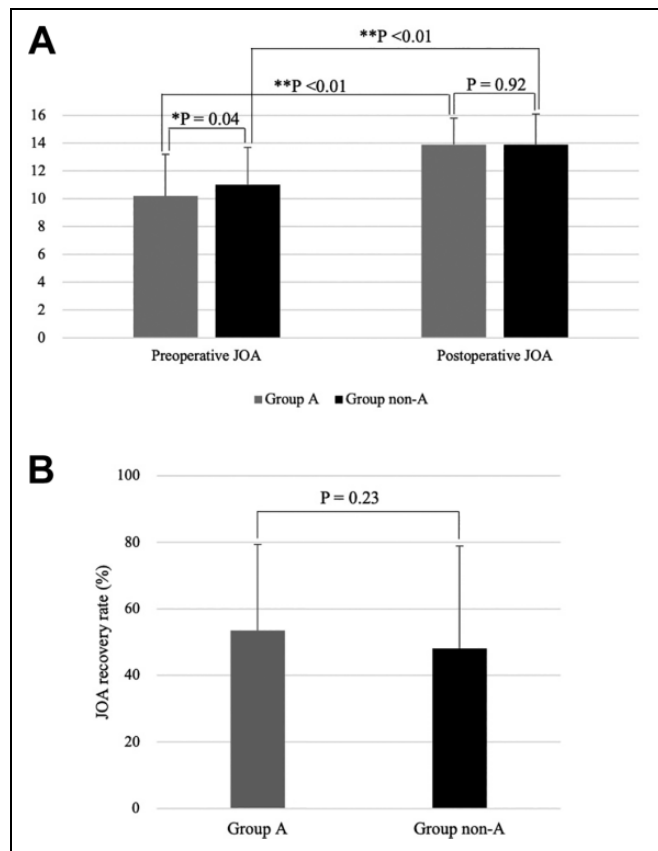 A
**P <0.01
**P <0.01
P = 0.92
*P = 0.04
16
14
12
10
8
6
4
2
0
Preoperative JOA
Postoperative JOA
Group A
Group non-A
B
100
80
60
40
20
0
JOA recovery rate (%)
P = 0.23
Group A
Group non-A